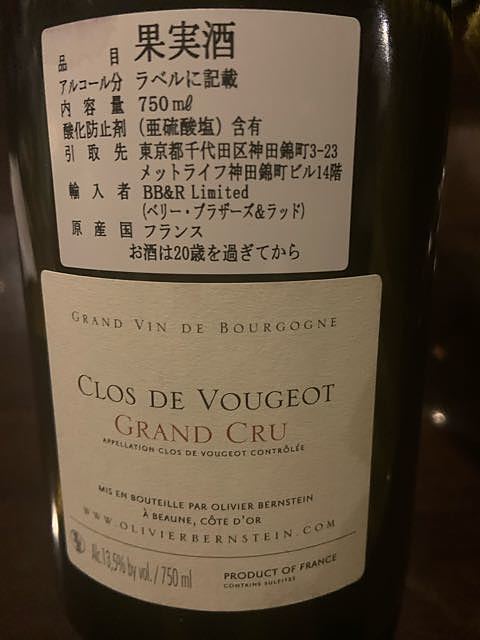 品　目 果実酒
アルコール分 ラベルに記載
内容量 750㎖
酸化防止剤 (亜硫酸塩) 含有
引取先 東京都千代田区神田錦町3-23
メットライフ神田錦町ビル14階
輸入者 BB&R Limited
(ベリー・ブラザーズ&ラッド)
原産国 フランス
お酒は20歳を過ぎてから
GRAND VIN DE BOURGOGNE
CLOS DE VOUGEOT
GRAND CRU
APPELLATION CLOS DE VOUGEOT CONTRÔLÉE
MIS EN BOUTEILLE PAR OLIVIER BERNSTEIN
À BEAUNE, CÔTE D'OR
WWW.OLIVIERBERNSTEIN.COM
Alc 13,5% by vol. / 750 ml
PRODUCT OF FRANCE
CONTAINS SULFITES